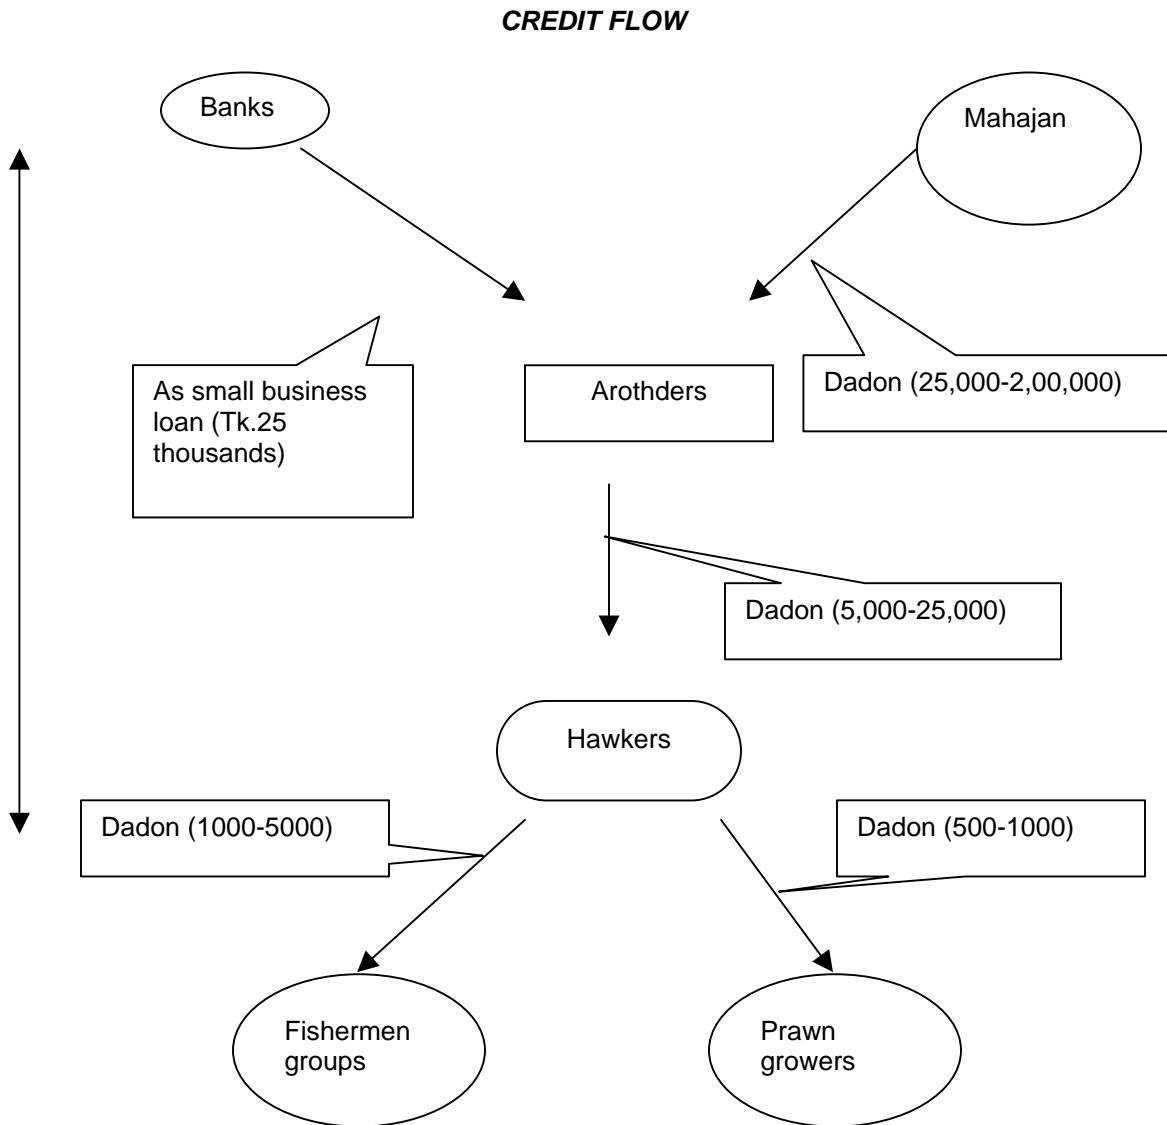 CREDIT FLOW
Banks
Mahajan
As small business
loan (Tk.25
thousands)
Arothders
Dadon (25,000-2,00,000)
Dadon (5,000-25,000)
Hawkers
Dadon (1000-5000)
Dadon (500-1000)
Fishermen
groups
Prawn
growers